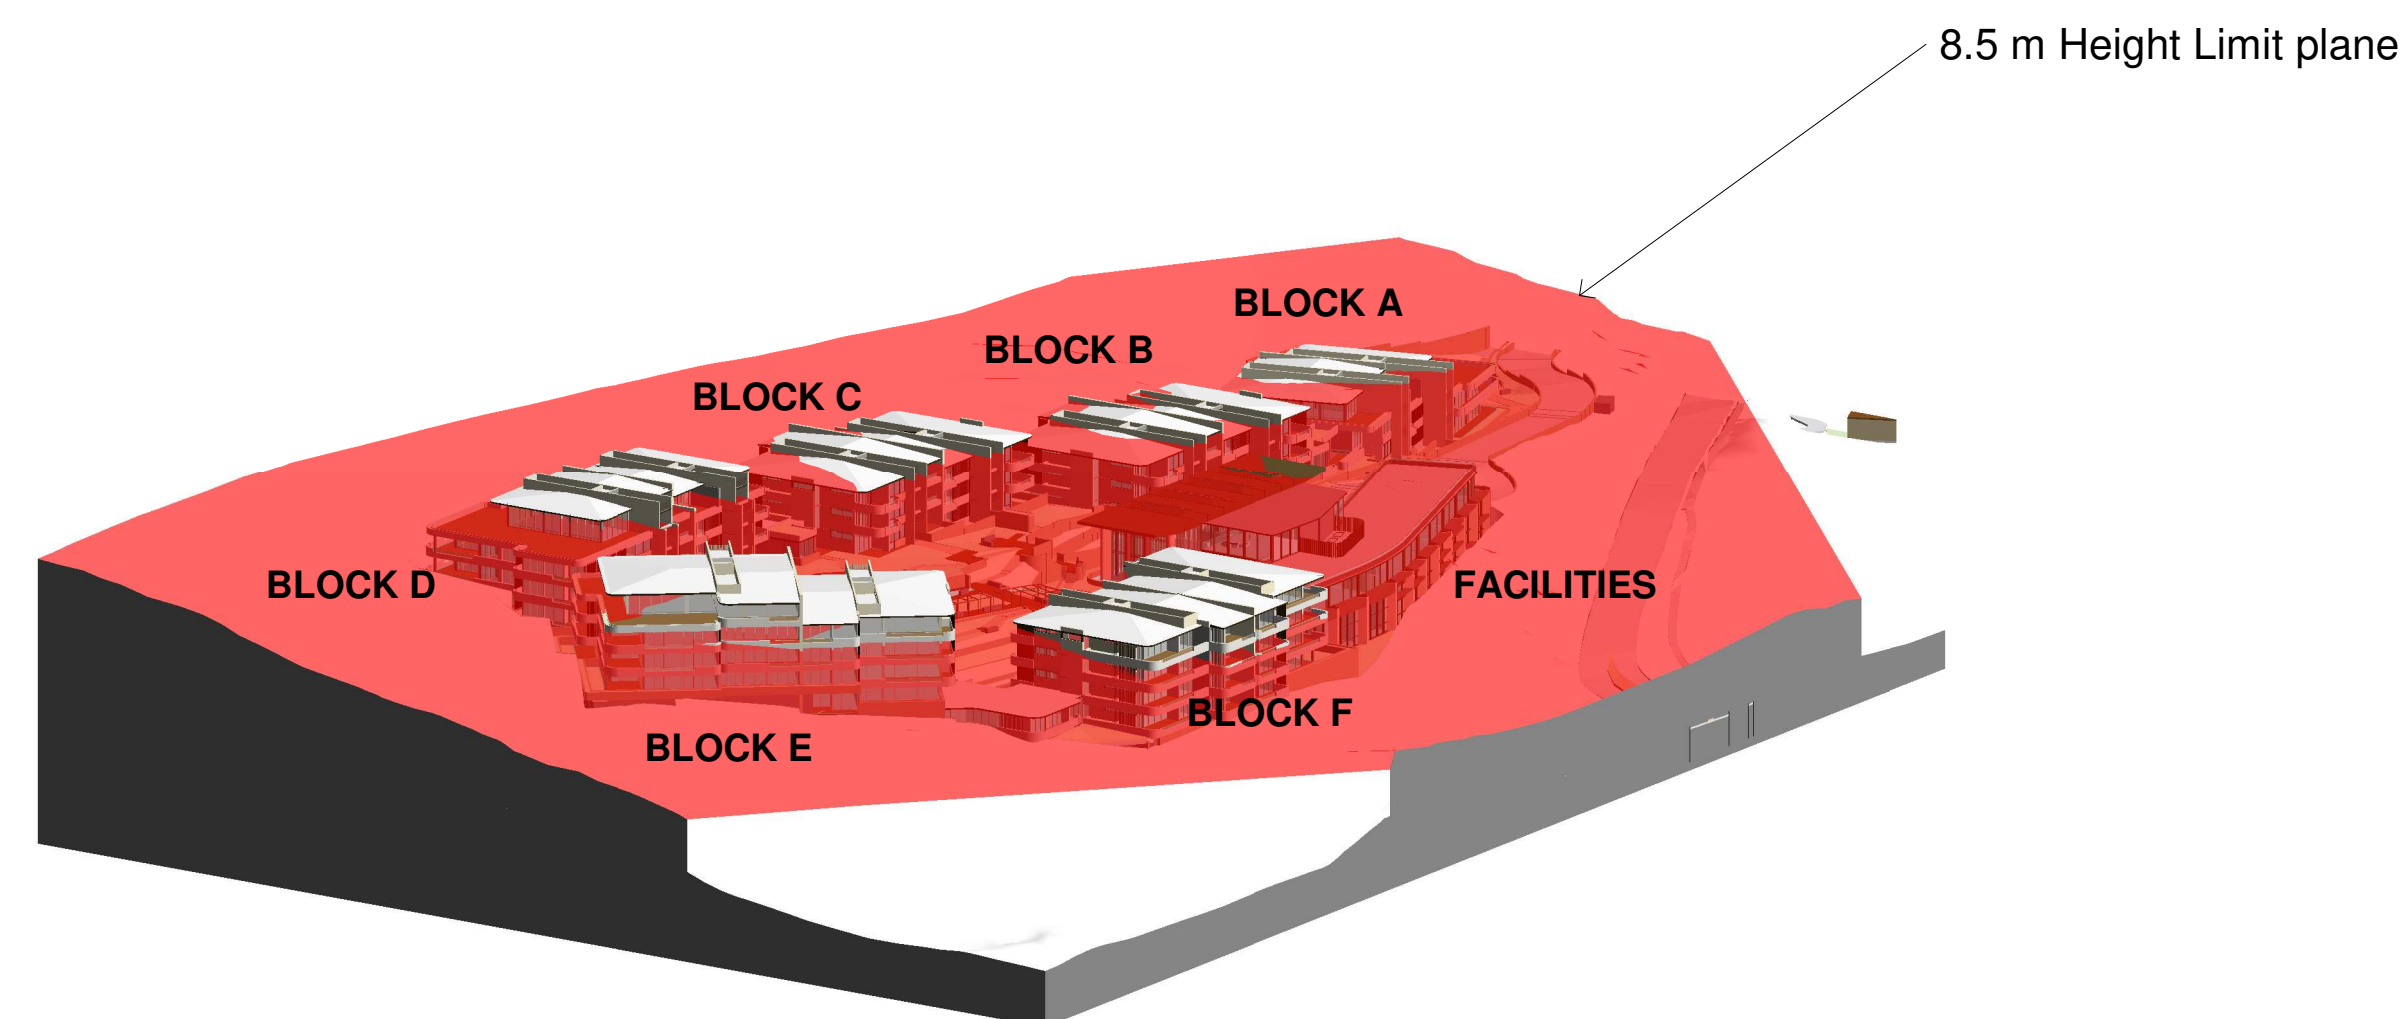 8.5 m Height Limit plane
BLOCK A
BLOCK B
BLOCK C
BLOCK D
FACILITIES
BLOCK F
BLOCK E